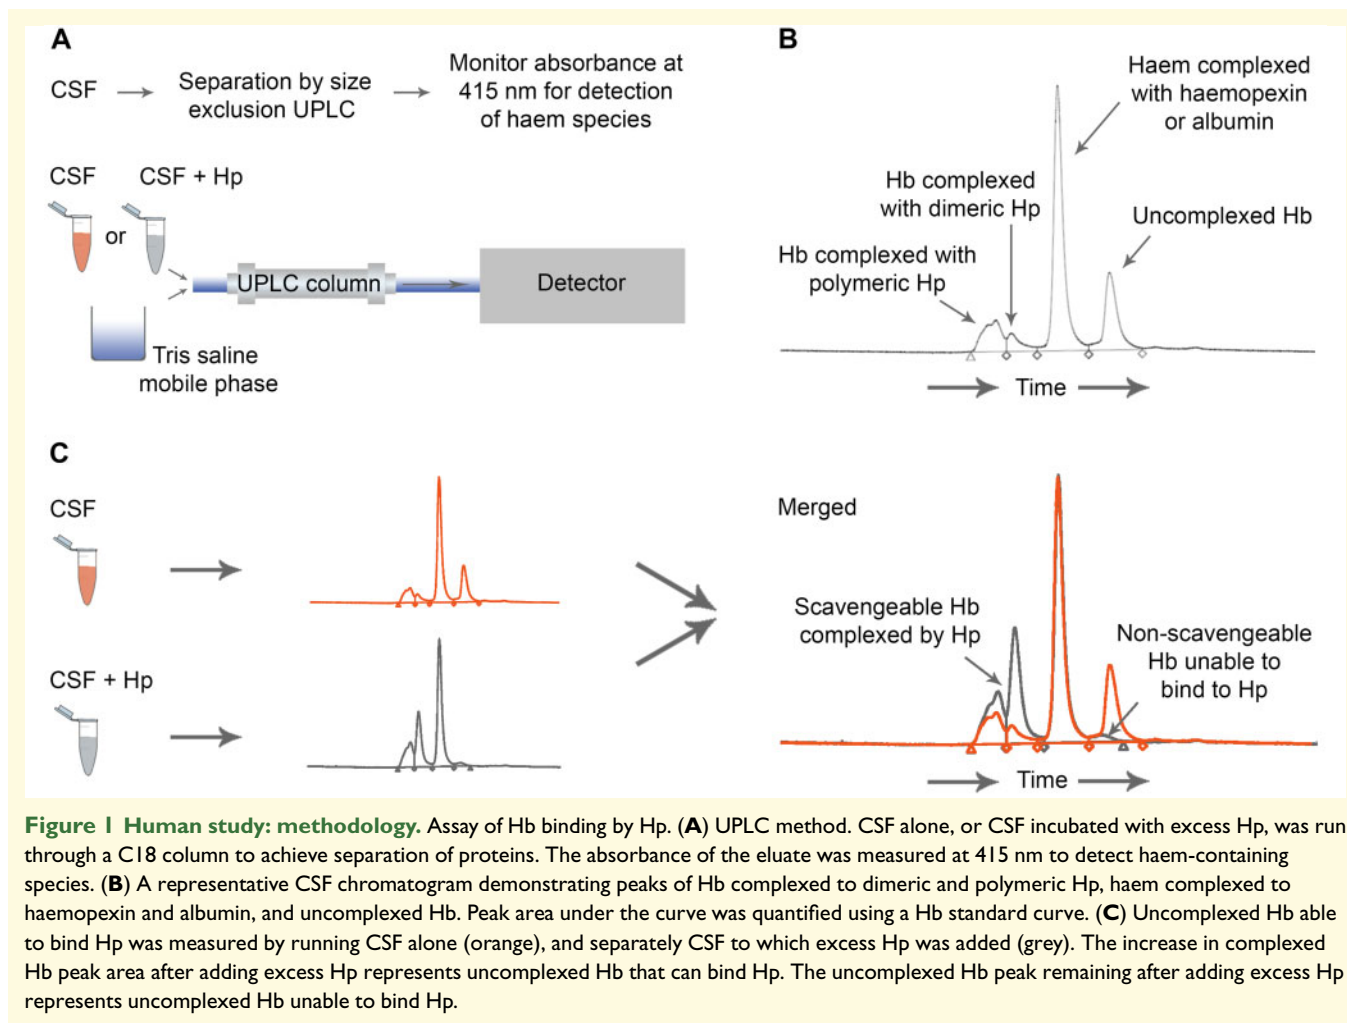 A
CSF
Separation by size
exclusion UPLC
Monitor absorbance at
415 nm for detection
of haem species
CSF
CSF + Hp
or
UPLC column
Detector
Tris saline
mobile phase
B
Haem complexed
with haemopexin
or albumin
Hb complexed
with dimeric Hp
Uncomplexed Hb
Hb complexed with
polymeric Hp
Time
C
CSF
CSF + Hp
Merged
Scavengeable Hb
complexed by Hp
Non-scavengeable
Hb unable to
bind to Hp
Time
Figure 1 Human study: methodology. Assay of Hb binding by Hp. (A) UPLC method. CSF alone, or CSF incubated with excess Hp, was run
through a C18 column to achieve separation of proteins. The absorbance of the eluate was measured at 415 nm to detect haem-containing
species. (B) A representative CSF chromatogram demonstrating peaks of Hb complexed to dimeric and polymeric Hp, haem complexed to
haemopexin and albumin, and uncomplexed Hb. Peak area under the curve was quantified using a Hb standard curve. (C) Uncomplexed Hb able
to bind Hp was measured by running CSF alone (orange), and separately CSF to which excess Hp was added (grey). The increase in complexed
Hb peak area after adding excess Hp represents uncomplexed Hb that can bind Hp. The uncomplexed Hb peak remaining after adding excess Hp
represents uncomplexed Hb unable to bind Hp.